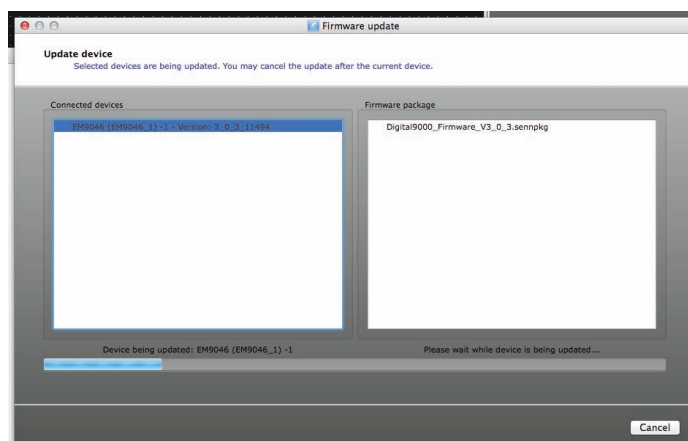 Firmware update
Update device
Selected devices are being updated. You may cancel the update after the current device.
Connected devices
Firmware package
EM9046 (EM9046_1) -1 - Version: 3_0_3_11494
Digital9000_Firmware_V3_0_3.sennpkg
Device being updated: EM9046 (EM9046_1) -1
Please wait while device is being updated...
Cancel